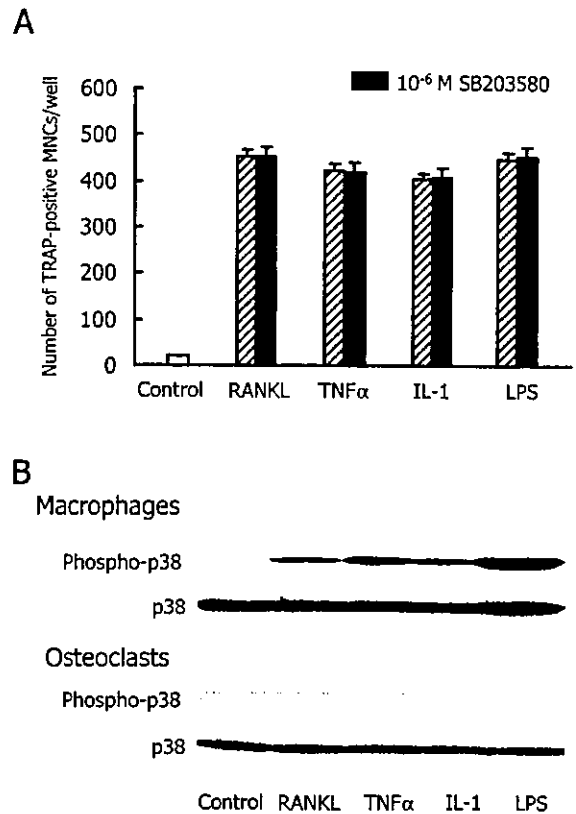 A
Number of TRAP-positive MNCs/well
600
500
400
300
200
100
0
10⁻⁶ M SB203580
Control RANKL TNFα IL-1 LPS
B
Macrophages
Phospho-p38
p38
Osteoclasts
Phospho-p38
p38
Control RANKL TNFα IL-1 LPS